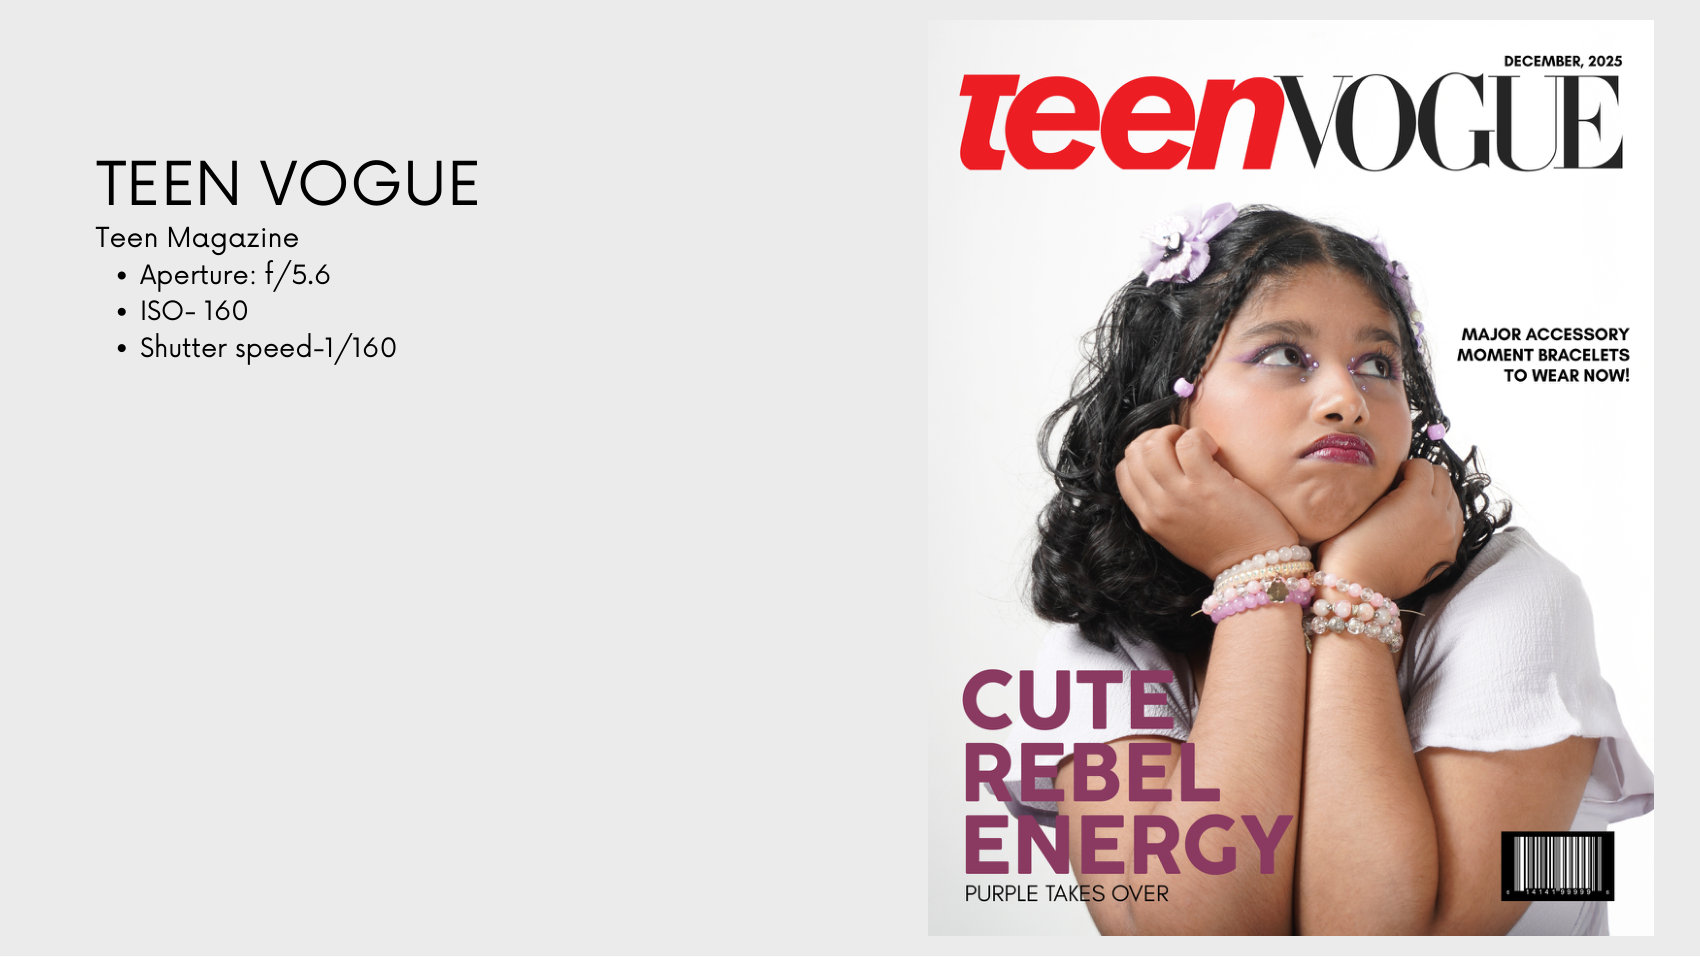 TEEN VOGUE
Teen Magazine
• Aperture: f/5.6
• ISO- 160
• Shutter speed-1/160
DECEMBER, 2025
teenVOGUE
MAJOR ACCESSORY
MOMENT BRACELETS
TO WEAR NOW!
CUTE
REBEL
ENERGY
PURPLE TAKES OVER